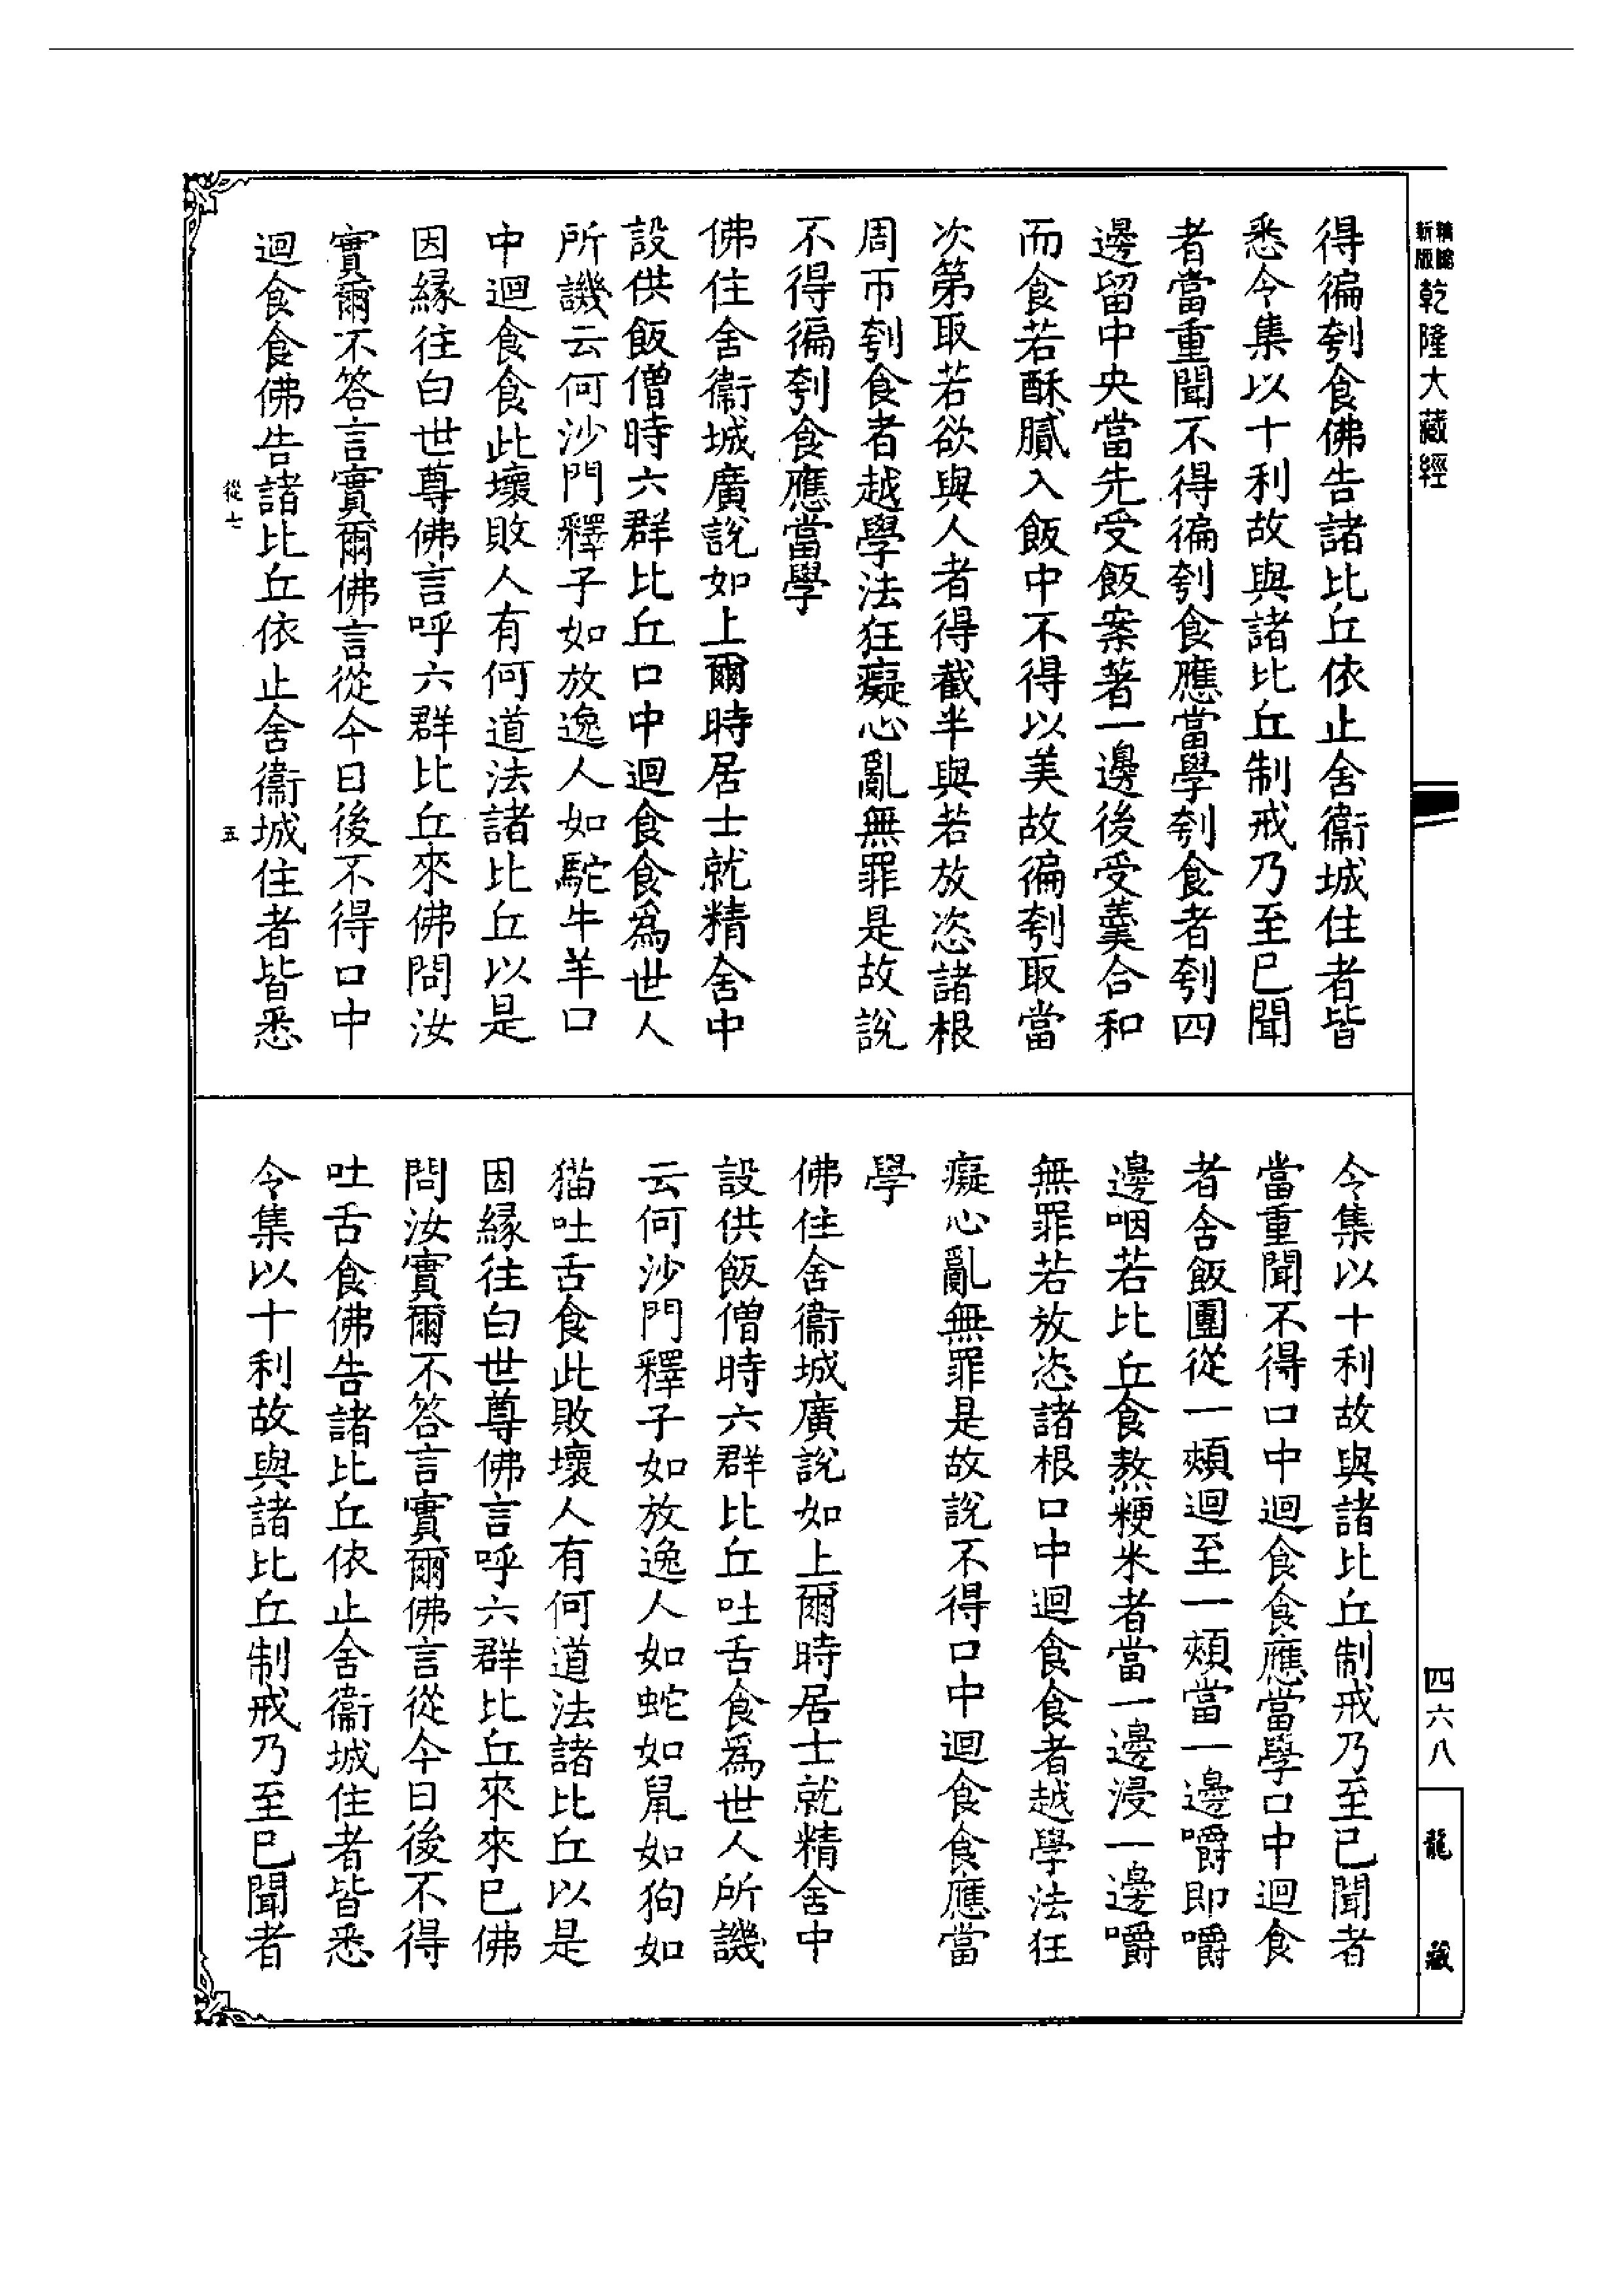 新版
精縮
乾隆大藏經
得徧刳食佛告諸比丘依止舍衞城住者皆
悉令集以十利故與諸比丘制戒乃至已聞
者當重聞不得徧刳食應當學刳食者刳四
邊留中央當先受飯案著一邊後受羹合和
而食若酥膩入飯中不得以美故徧刳取當
次第取若欲與人者得截半與若放恣諸根
周帀刳食者越學法狂癡心亂無罪是故說
不得徧刳食應當學
佛住舍衞城廣說如上爾時居士就精舍中
設供飯僧時六群比丘口中迴食食爲世人
所譏云何沙門釋子如放逸人如駝牛羊口
中迴食食此壞敗人有何道法諸比丘以是
因緣往白世尊佛言呼六群比丘來佛問汝
實爾不答言實爾佛言從今日後不得口中
迴食食佛告諸比丘依止舍衞城住者皆悉
從七
五
令集以十利故與諸比丘制戒乃至已聞者
當重聞不得口中迴食食應當學口中迴食
者舍飯團從一頰迴至一頰當一邊嚼即嚼
邊咽若比丘食熬粳米者當一邊浸一邊嚼
無罪若放恣諸根口中迴食食者越學法狂
癡心亂無罪是故說不得口中迴食食應當
學
佛住舍衞城廣說如上爾時居士就精舍中
設供飯僧時六群比丘吐舌食爲世人所譏
云何沙門釋子如放逸人如蛇如鼠如狗如
猫吐舌食此敗壞人有何道法諸比丘以是
因緣往白世尊佛言呼六群比丘來來已佛
問汝實爾不答言實爾佛言從今日後不得
吐舌食佛告諸比丘依止舍衞城住者皆悉
令集以十利故與諸比丘制戒乃至已聞者
四六八
龍藏